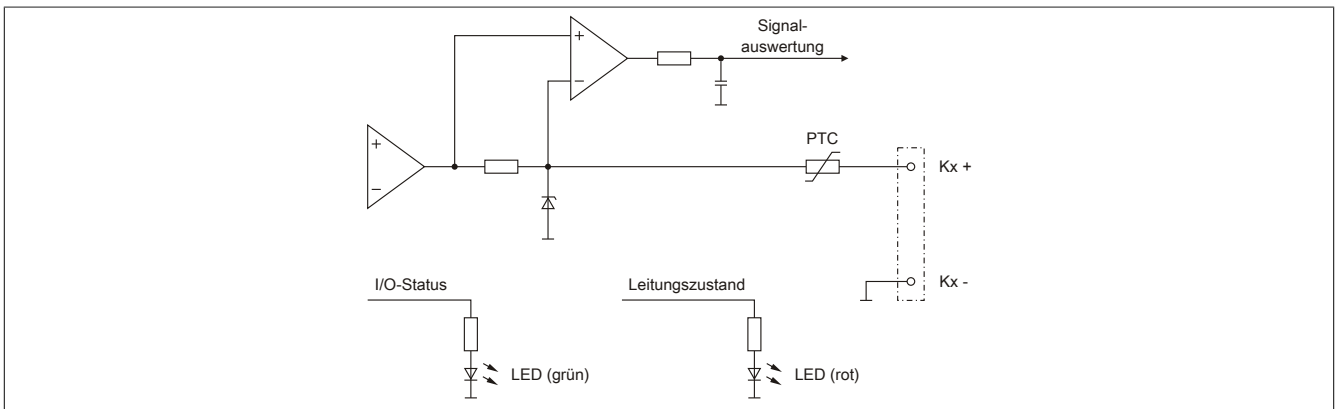 Signal-
auswertung
+
−
+
−
PTC
Kx +
Kx -
I/O-Status
Leitungszustand
LED (grün)
LED (rot)